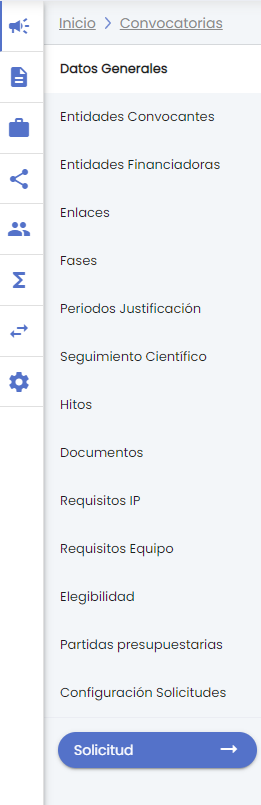 Inicio > Convocatorias
Datos Generales
Entidades Convocantes
Entidades Financiadoras
Enlaces
Fases
Periodos Justificación
Seguimiento Científico
Hitos
Documentos
Requisitos IP
Requisitos Equipo
Elegibilidad
Partidas presupuestarias
Configuración Solicitudes
Solicitud →